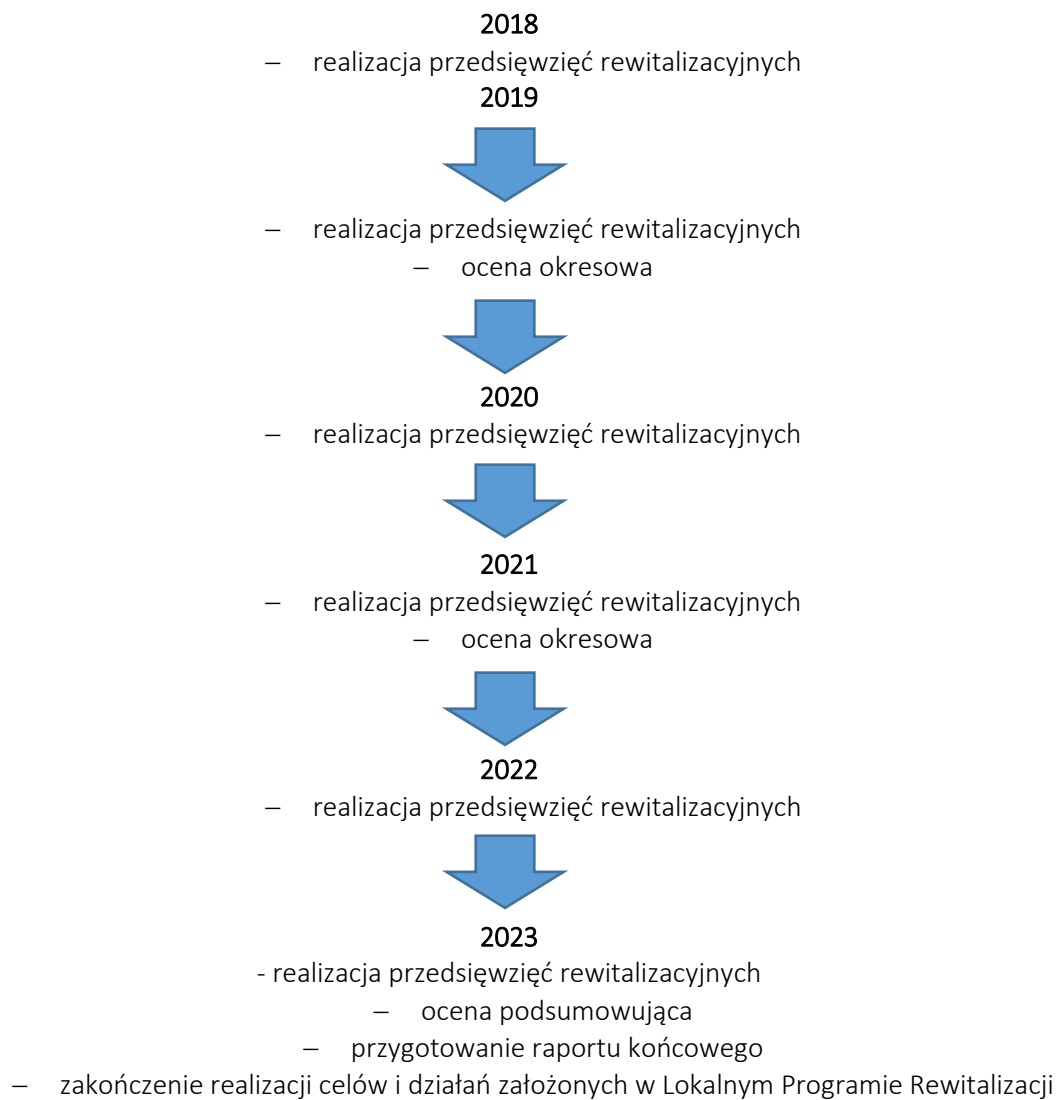 2018
– realizacja przedsięwzięć rewitalizacyjnych
2019
– realizacja przedsięwzięć rewitalizacyjnych
– ocena okresowa
2020
– realizacja przedsięwzięć rewitalizacyjnych
2021
– realizacja przedsięwzięć rewitalizacyjnych
– ocena okresowa
2022
– realizacja przedsięwzięć rewitalizacyjnych
2023
- realizacja przedsięwzięć rewitalizacyjnych
– ocena podsumowująca
– przygotowanie raportu końcowego
– zakończenie realizacji celów i działań założonych w Lokalnym Programie Rewitalizacji